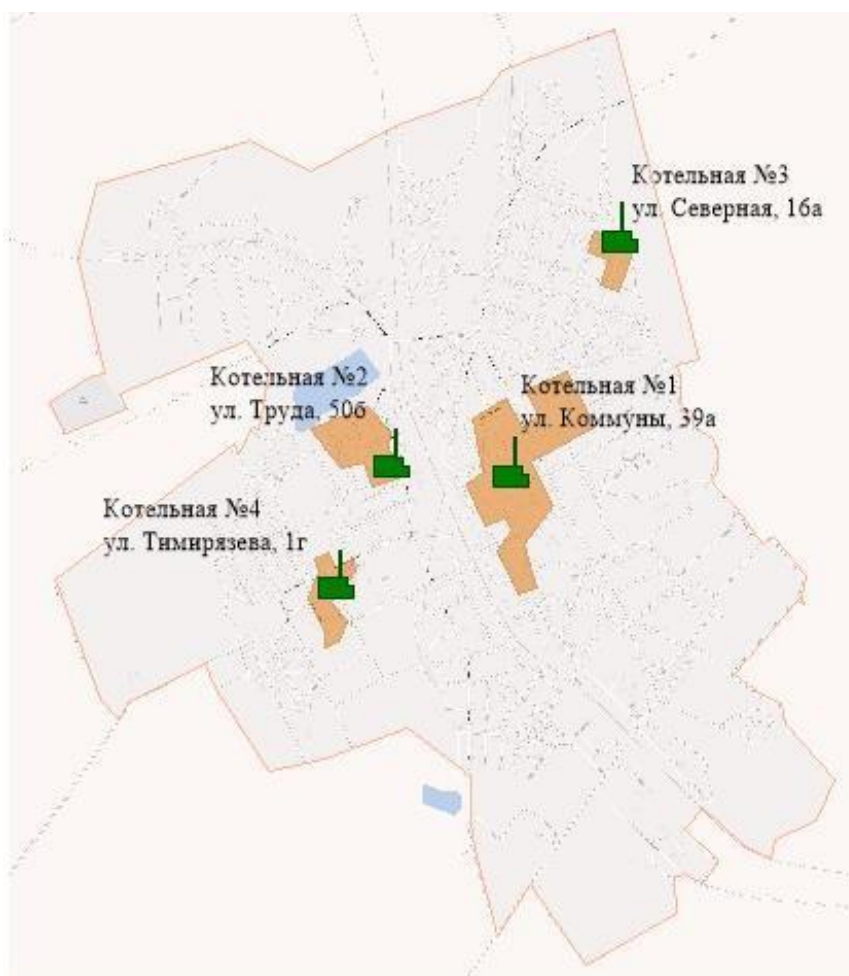 Котельная №3
ул. Северная, 16а
Котельная №2
ул. Труда, 50б
Котельная №1
ул. Коммуны, 39а
Котельная №4
ул. Тимирязева, 1г